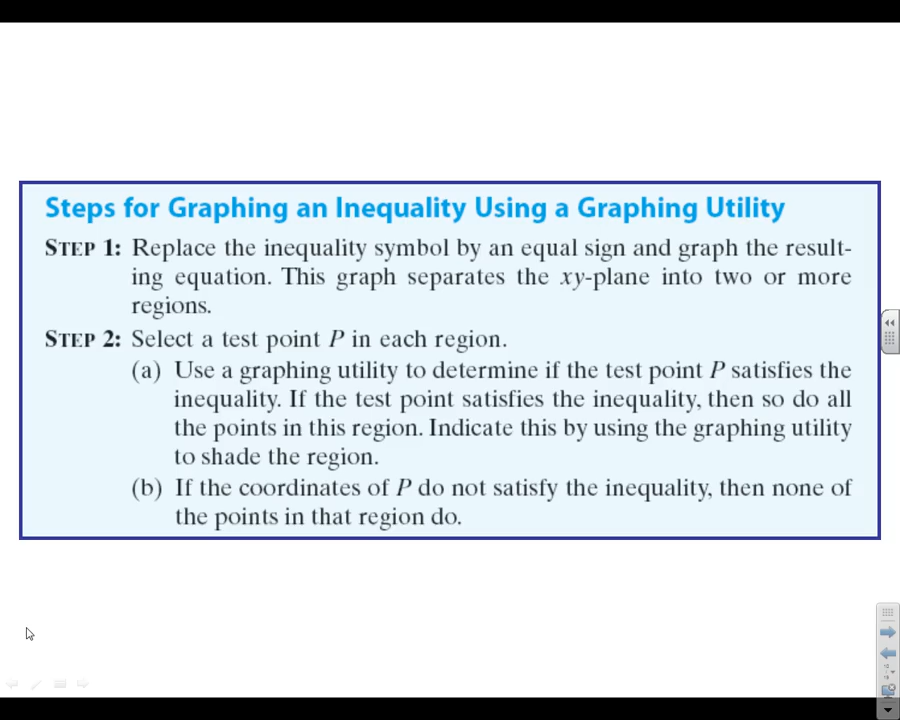 Steps for Graphing an Inequality Using a Graphing Utility
STEP 1: Replace the inequality symbol by an equal sign and graph the result-
ing equation. This graph separates the xy-plane into two or more
regions.
STEP 2: Select a test point P in each region.
(a) Use a graphing utility to determine if the test point P satisfies the
inequality. If the test point satisfies the inequality, then so do all
the points in this region. Indicate this by using the graphing utility
to shade the region.
(b) If the coordinates of P do not satisfy the inequality, then none of
the points in that region do.